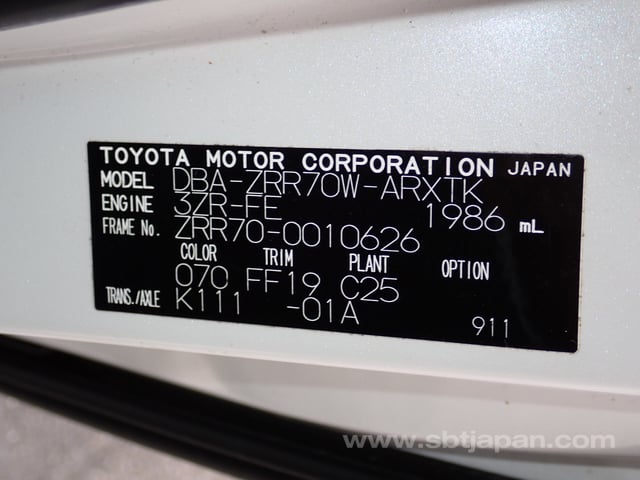 TOYOTA MOTOR CORPORATION JAPAN
MODEL DBA-ZRR70W-ARXTK
ENGINE 3ZR-FE 1986 mL
FRAME No. ZRR70-0010626
COLOR TRIM PLANT OPTION
070 FF19 C25
TRANS./AXLE K111 -01A
911
www.sbtjapan.com